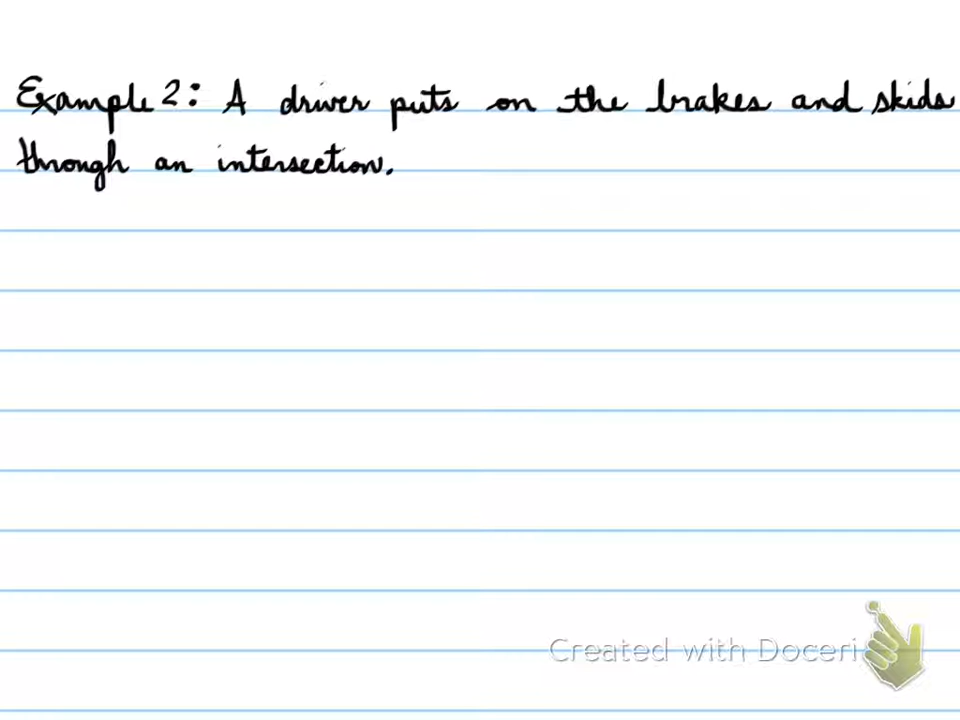 Example 2: A driver puts on the brakes and skids
through an intersection.
Created with Doceri